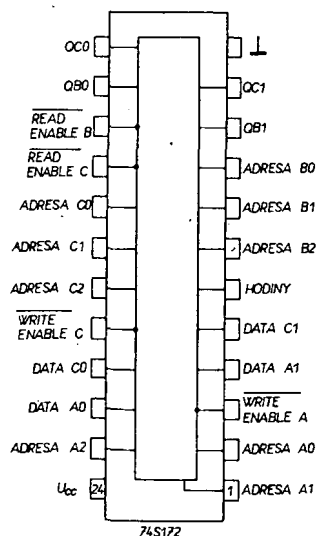 QC0
QB0
READ
ENABLE B
READ
ENABLE C
ADRESA C0
ADRESA C1
ADRESA C2
WRITE
ENABLE C
DATA C0
DATA A0
ADRESA A2
Ucc 24
⊥
QC1
QB1
ADRESA B0
ADRESA B1
ADRESA B2
HODINY
DATA C1
DATA A1
WRITE
ENABLE A
ADRESA A0
1 ADRESA A1
74S172